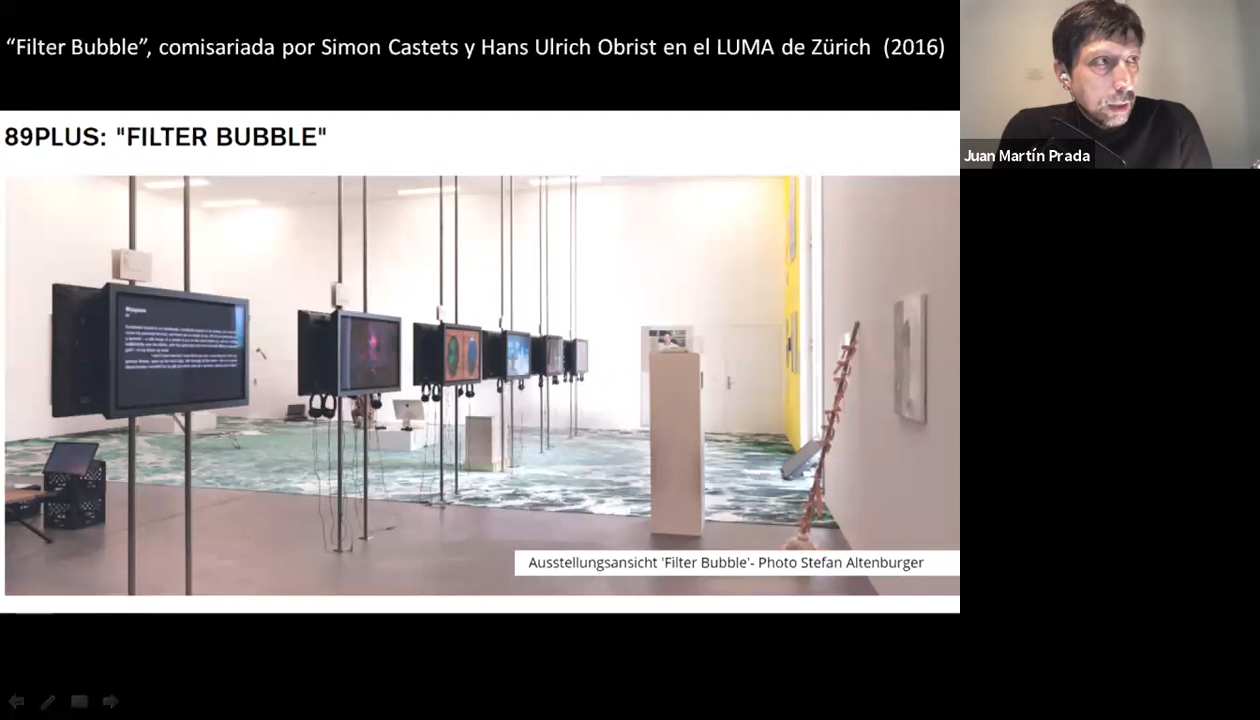 “Filter Bubble”, comisariada por Simon Castets y Hans Ulrich Obrist en el LUMA de Zürich  (2016)
89PLUS: "FILTER BUBBLE"
Juan Martín Prada
Ausstellungsansicht 'Filter Bubble'- Photo Stefan Altenburger